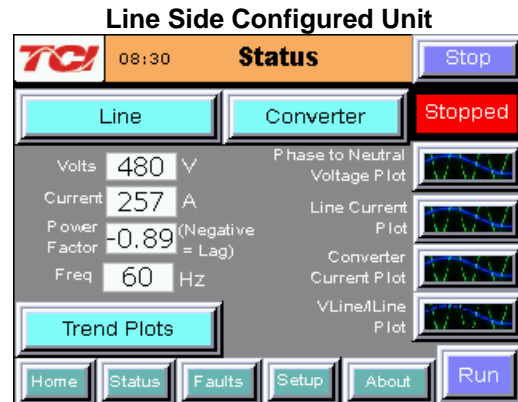 Line Side Configured Unit
TCI 08:30 Status Stop
Line Converter Stopped
Volts 480 V
Current 257 A
Power Factor -0.89 (Negative = Lag)
Freq 60 Hz
Phase to Neutral
Voltage Plot
Line Current
Plot
Converter
Current Plot
VLine/ILine
Plot
Trend Plots
Home Status Faults Setup About Run